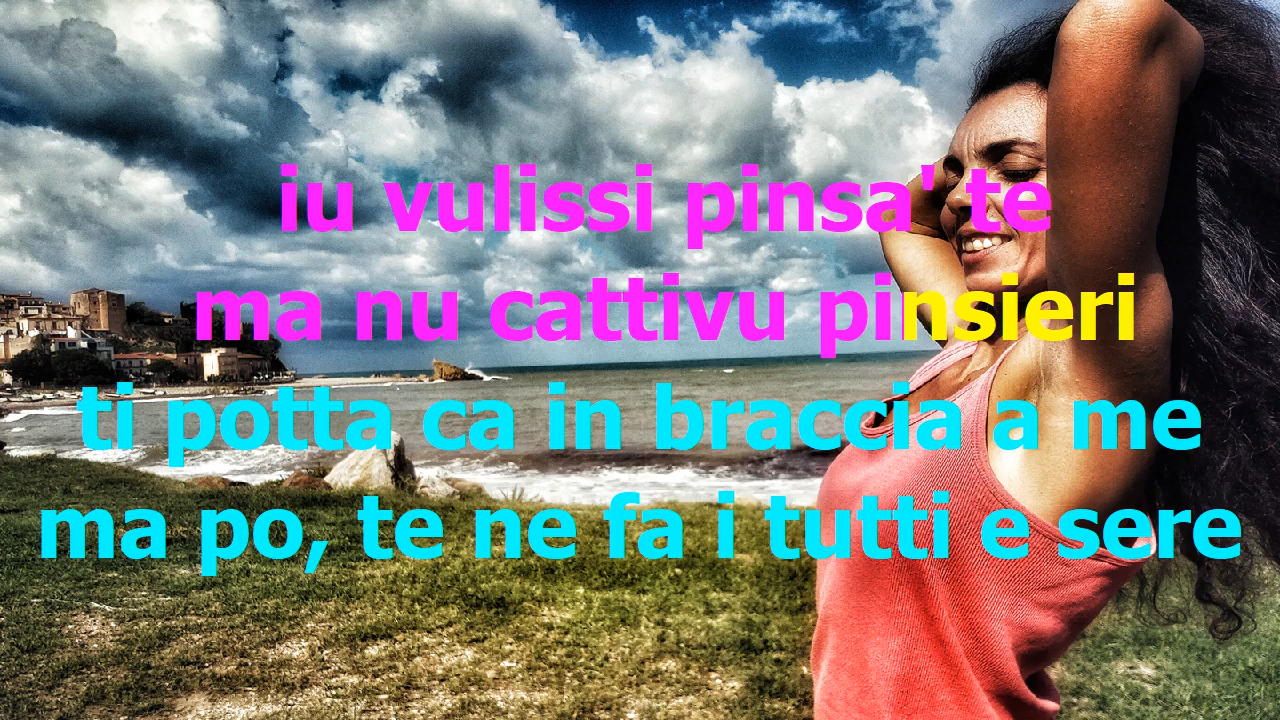 iu vulissi pinsa' te
ma nu cattivu pinsieri
ti potta ca in braccia a me
ma po, te ne fa i tutti e sere